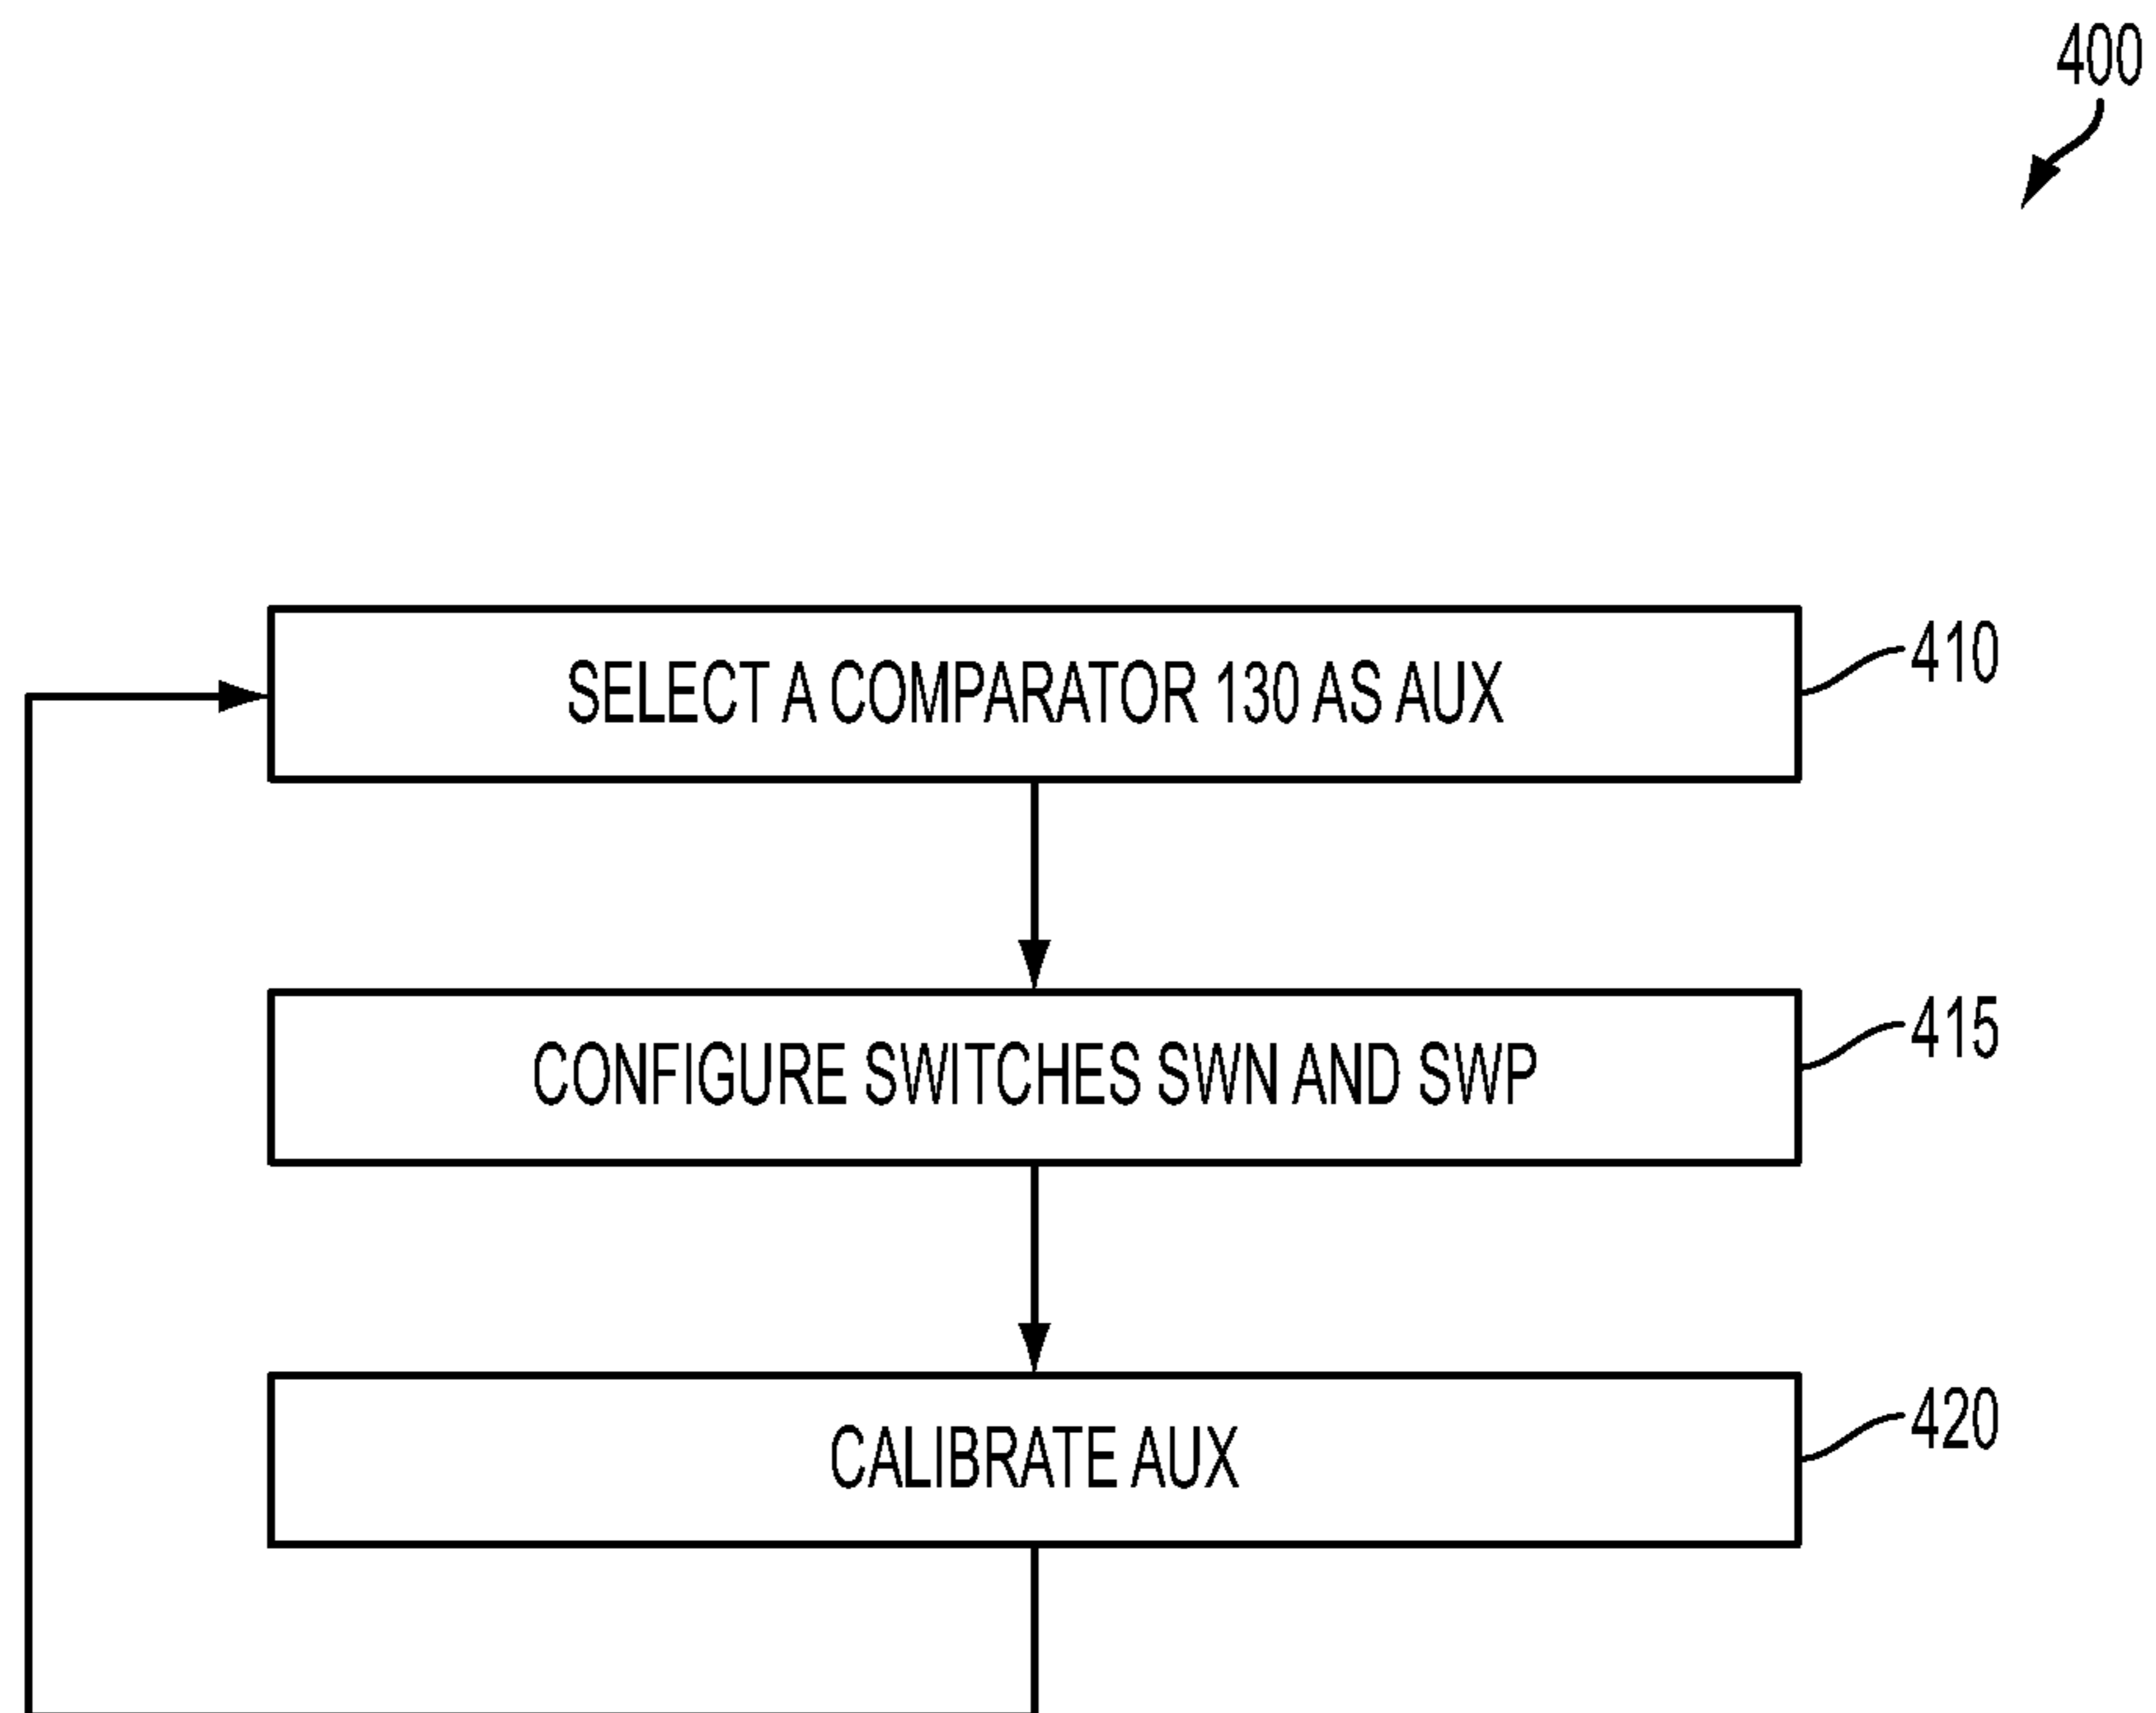 400
SELECT A COMPARATOR 130 AS AUX
410
CONFIGURE SWITCHES SWN AND SWP
415
CALIBRATE AUX
420